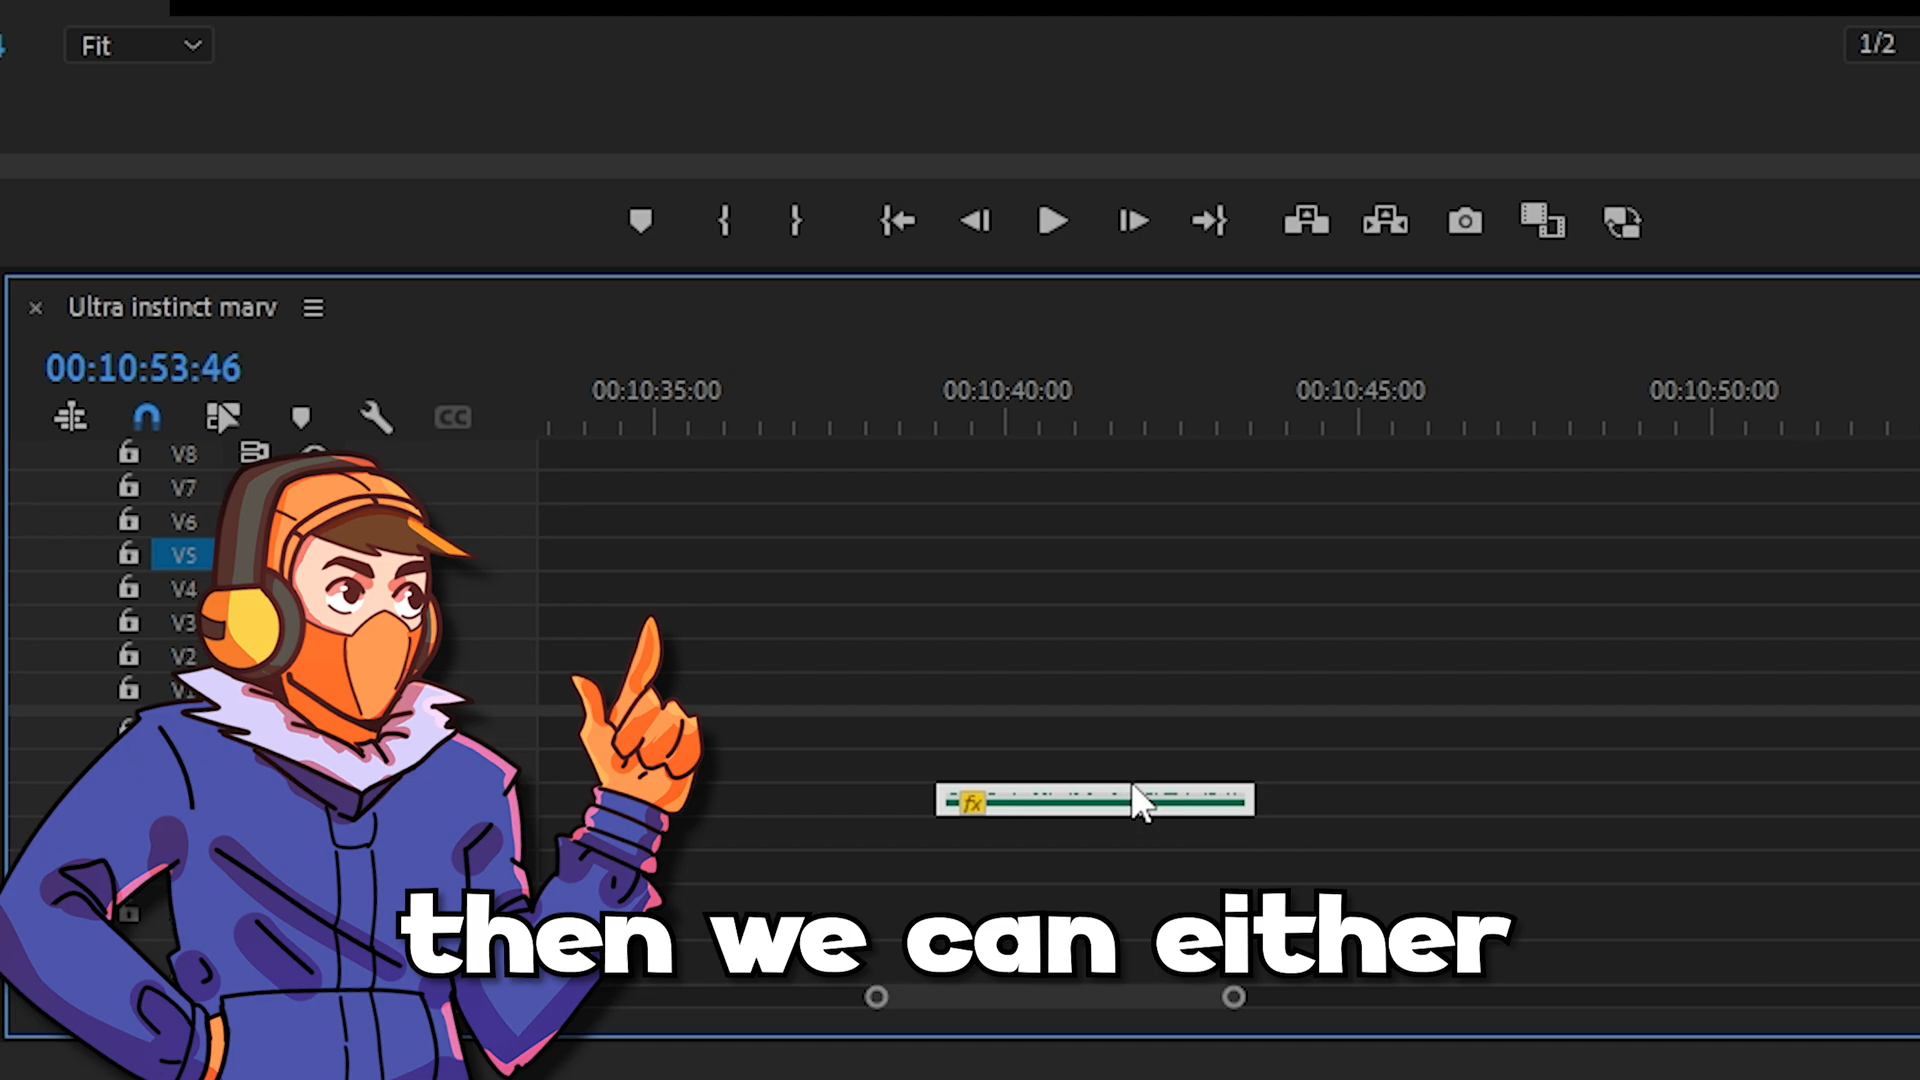 Fit
1/2
Ultra instinct marv
00:10:53:46
00:10:35:00 00:10:40:00 00:10:45:00 00:10:50:00
CC
V8
V7
V6
V5
V4
V3
V2
V1
fx
then we can either